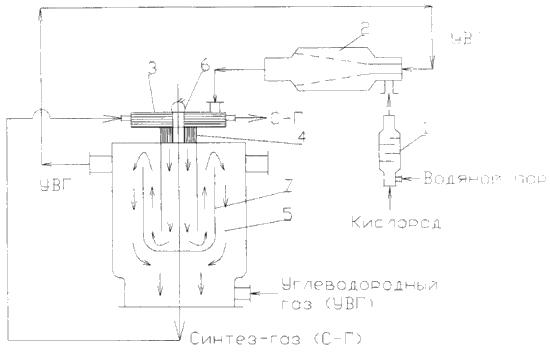 2
УВГ
3
6
С-Г
4
1
УВГ
Водяной пар
7
5
Кислород
Углеводородный
газ (УВГ)
Синтез-газ (С-Г)